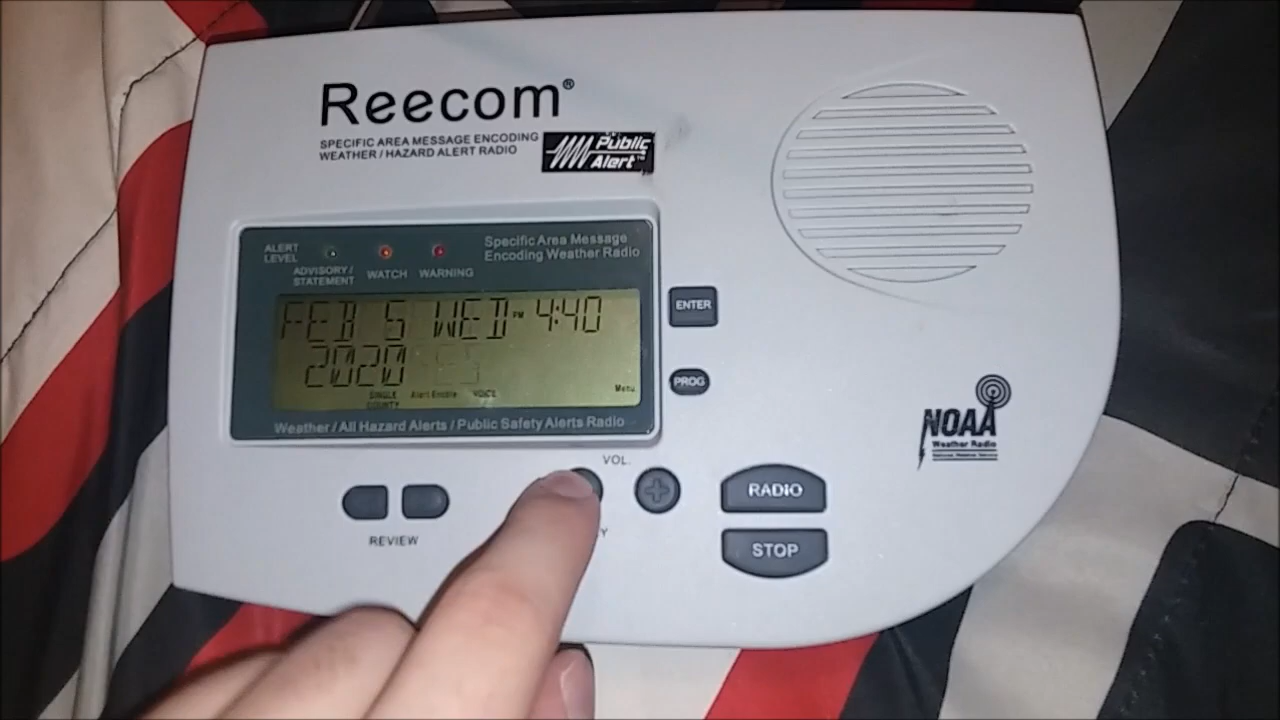 Reecom®
SPECIFIC AREA MESSAGE ENCODING
WEATHER / HAZARD ALERT RADIO
Public
Alert™
ALERT
LEVEL
ADVISORY /
STATEMENT
WATCH
WARNING
Specific Area Message
Encoding Weather Radio
FEB 5 WED PM 4:40
2020
SINGLE
COUNTY
Alert Enable
VOICE
Menu
Weather / All Hazard Alerts / Public Safety Alerts Radio
ENTER
PROG
NOAA
Weather Radio
VOL.
RADIO
STOP
REVIEW
Y